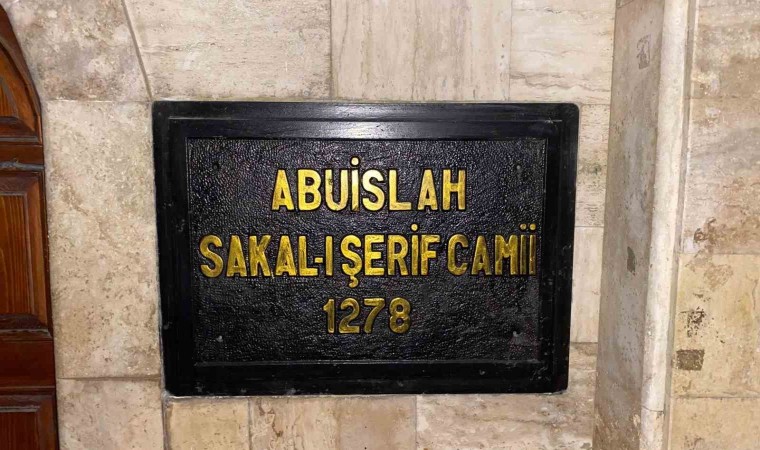 ABUİSLAH
SAKAL-I ŞERİF CAMİİ
1278